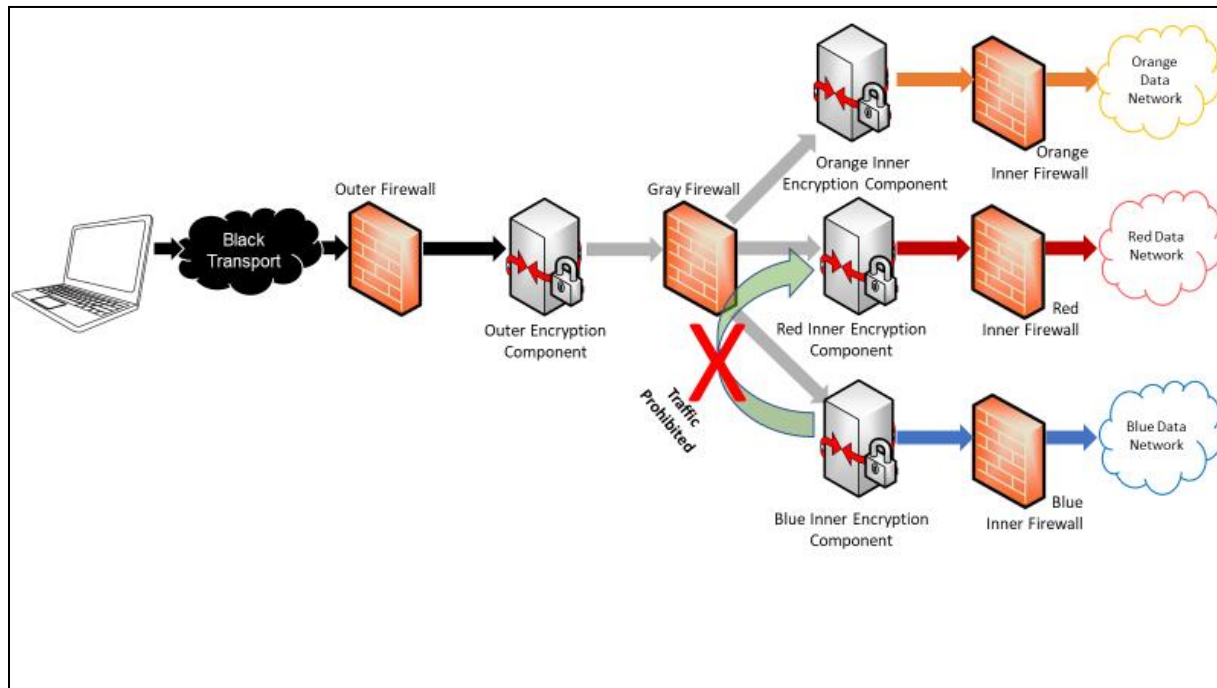 Orange
Data
Network
Orange Inner
Encryption Component
Orange
Inner Firewall
Outer Firewall
Gray Firewall
Black
Transport
Red Data
Network
Outer Encryption
Component
Red Inner Encryption
Component
Red
Inner Firewall
Traffic
Prohibited
Blue Data
Network
Blue Inner Encryption
Component
Blue
Inner Firewall